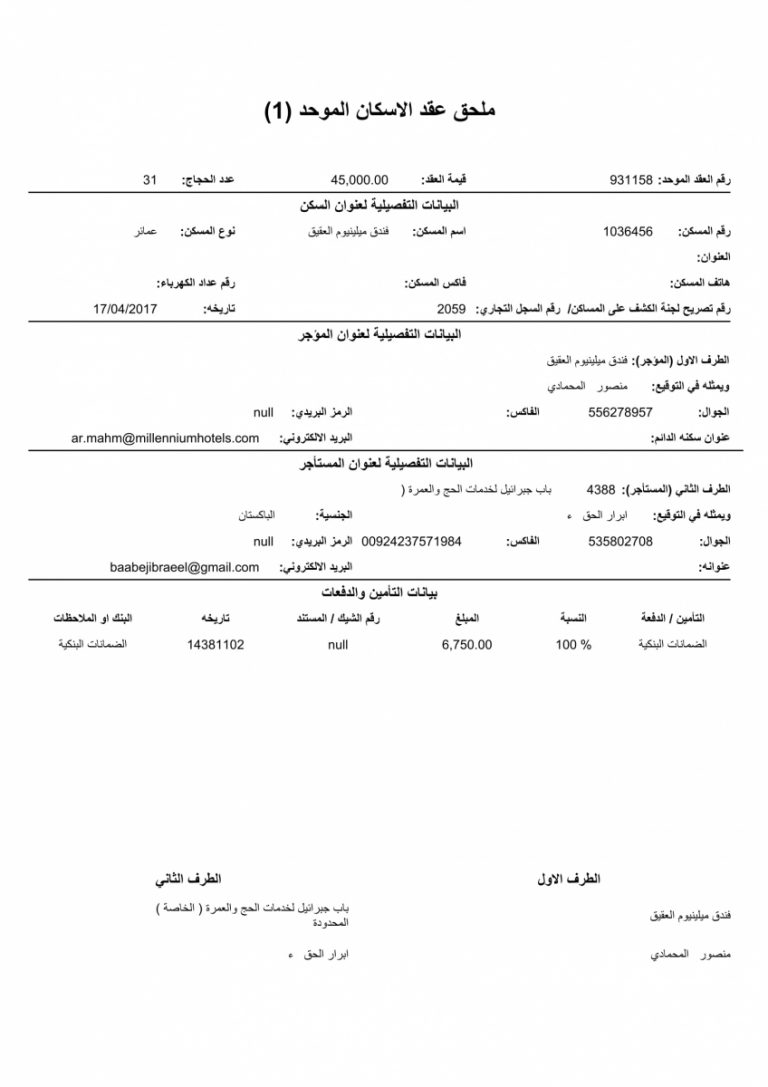 ملحق عقد الاسكان الموحد (1)
رقم العقد الموحد: 931158 قيمة العقد: 45,000.00 عدد الحجاج: 31
البيانات التفصيلية لعنوان السكن
رقم المسكن: 1036456 اسم المسكن: فندق ميلينيوم العقيق نوع المسكن: عمائر
العنوان:
هاتف المسكن: فاكس المسكن: رقم عداد الكهرباء:
رقم تصريح لجنة الكشف على المساكن/ رقم السجل التجاري: 2059 تاريخه: 17/04/2017
البيانات التفصيلية لعنوان المؤجر
الطرف الاول (المؤجر): فندق ميلينيوم العقيق
ويمثله في التوقيع: منصور المحمادي
الجوال: 556278957 الفاكس: الرمز البريدي: null
عنوان سكنه الدائم: البريد الالكتروني: ar.mahm@millenniumhotels.com
البيانات التفصيلية لعنوان المستأجر
الطرف الثاني (المستأجر): 4388 باب جبرائيل لخدمات الحج والعمرة (
ويمثله في التوقيع: ابرار الحق ء الجنسية: الباكستان
الجوال: 535802708 الفاكس: 00924237571984 الرمز البريدي: null
عنوانه: البريد الالكتروني: baabejibraeel@gmail.com
بيانات التأمين والدفعات
التأمين / الدفعة النسبة المبلغ رقم الشيك / المستند تاريخه البنك او الملاحظات
الضمانات البنكية 100 % 6,750.00 null 14381102 الضمانات البنكية
الطرف الاول الطرف الثاني
فندق ميلينيوم العقيق باب جبرائيل لخدمات الحج والعمرة ( الخاصة )
المحدودة
منصور المحمادي ابرار الحق ء